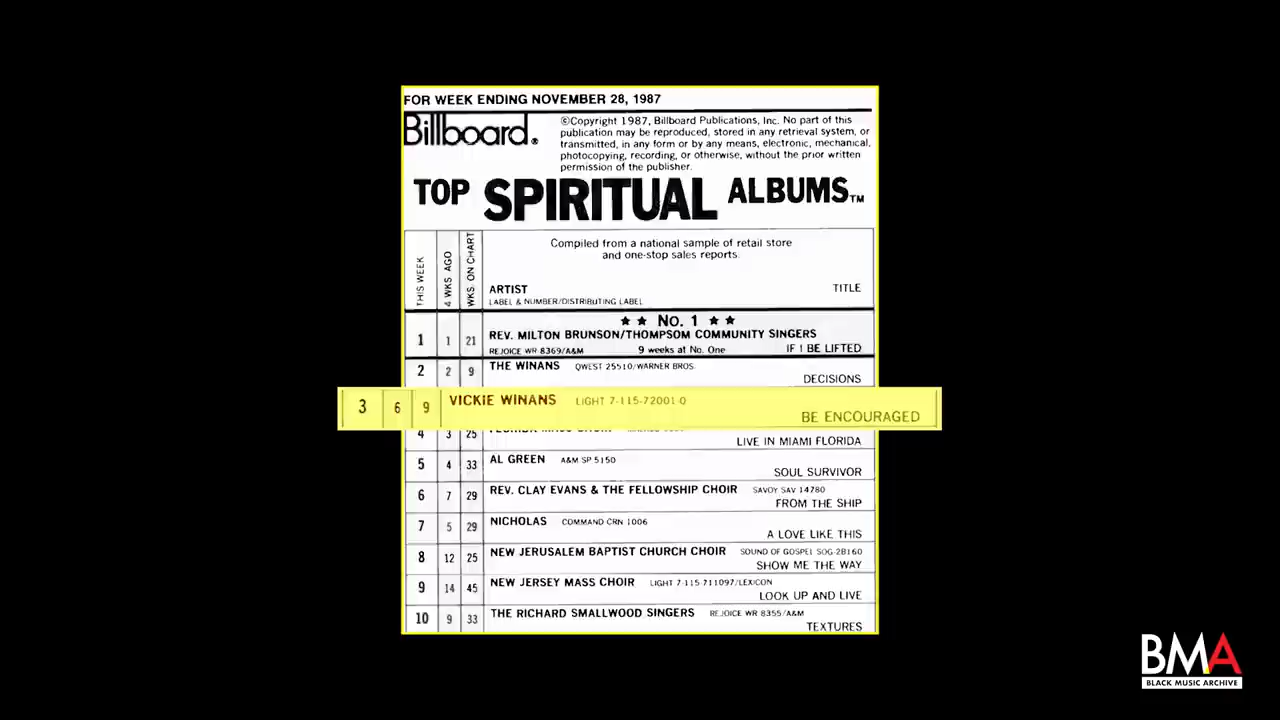 FOR WEEK ENDING NOVEMBER 28, 1987
Billboard®
©Copyright 1987, Billboard Publications, Inc. No part of this
publication may be reproduced, stored in any retrieval system, or
transmitted, in any form or by any means, electronic, mechanical,
photocopying, recording, or otherwise, without the prior written
permission of the publisher.
TOP SPIRITUAL ALBUMS™
THIS WEEK
4 WKS AGO
WKS. ON CHART
Compiled from a national sample of retail store
and one-stop sales reports.
ARTIST TITLE
LABEL & NUMBER/DISTRIBUTING LABEL
★★ No. 1 ★★
1 1 21 REV. MILTON BRUNSON/THOMPSOM COMMUNITY SINGERS
REJOICE WR 8369/A&M 9 weeks at No. One IF I BE LIFTED
2 2 9 THE WINANS QWEST 25510/WARNER BROS.
DECISIONS
3 6 9 VICKIE WINANS LIGHT 7-115-72001-0
BE ENCOURAGED
4 3 25 FLORIDA MASS CHOIR
LIVE IN MIAMI FLORIDA
5 4 33 AL GREEN A&M SP 5150
SOUL SURVIVOR
6 7 29 REV. CLAY EVANS & THE FELLOWSHIP CHOIR SAVOY SAV 14780
FROM THE SHIP
7 5 29 NICHOLAS COMMAND CRN 1006
A LOVE LIKE THIS
8 12 25 NEW JERUSALEM BAPTIST CHURCH CHOIR SOUND OF GOSPEL SOG-2B160
SHOW ME THE WAY
9 14 45 NEW JERSEY MASS CHOIR LIGHT 7-115-711097/LEXICON
LOOK UP AND LIVE
10 9 33 THE RICHARD SMALLWOOD SINGERS REJOICE WR 8355/A&M
TEXTURES
BMA
BLACK MUSIC ARCHIVE